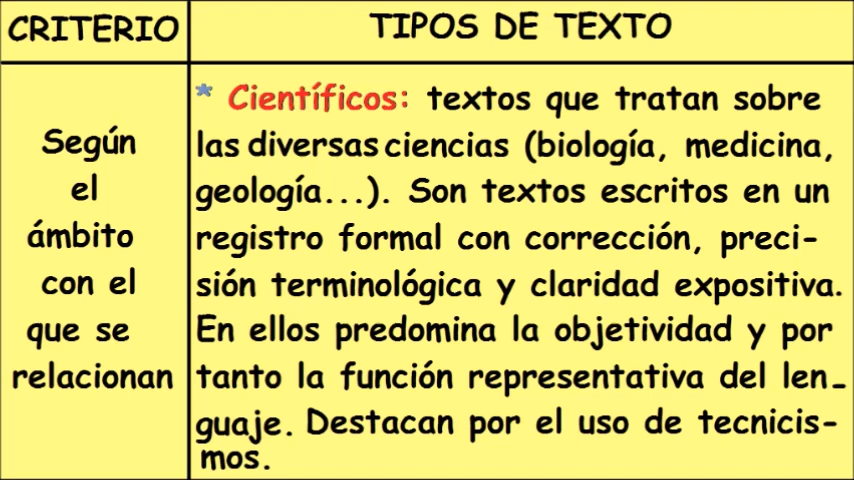 CRITERIO
TIPOS DE TEXTO
Según
el
ámbito
con el
que se
relacionan
* Científicos: textos que tratan sobre
las diversas ciencias (biología, medicina,
geología...). Son textos escritos en un
registro formal con corrección, preci-
sión terminológica y claridad expositiva.
En ellos predomina la objetividad y por
tanto la función representativa del len-
guaje. Destacan por el uso de tecnicis-
mos.